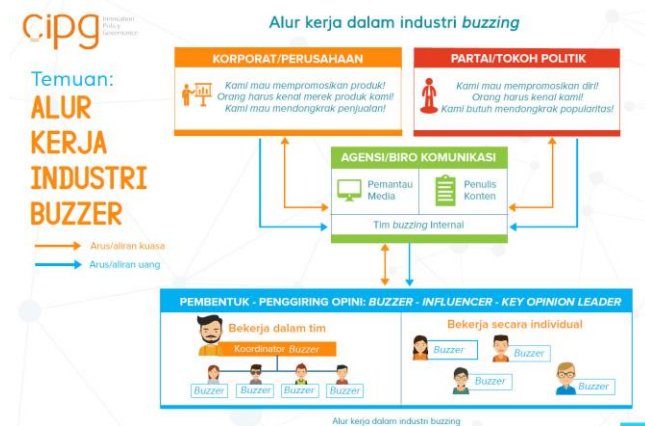 cipg
Innovation
Policy
Governance
Alur kerja dalam industri buzzing
Temuan:
ALUR
KERJA
INDUSTRI
BUZZER
Arus/aliran kuasa
Arus/aliran uang
KORPORAT/PERUSAHAAN
Kami mau mempromosikan produk!
Orang harus kenal merek produk kami!
Kami mau mendongkrak penjualan!
PARTAI/TOKOH POLITIK
Kami mau mempromosikan diri!
Orang harus kenal kami!
Kami butuh mendongkrak popularitas!
AGENSI/BIRO KOMUNIKASI
Pemantau
Media
Penulis
Konten
Tim buzzing Internal
PEMBENTUK - PENGGIRING OPINI: BUZZER - INFLUENCER - KEY OPINION LEADER
Bekerja dalam tim
Koordinator Buzzer
Buzzer Buzzer Buzzer Buzzer
Bekerja secara individual
Buzzer
Buzzer
Buzzer
Buzzer
Alur kerja dalam industri buzzing